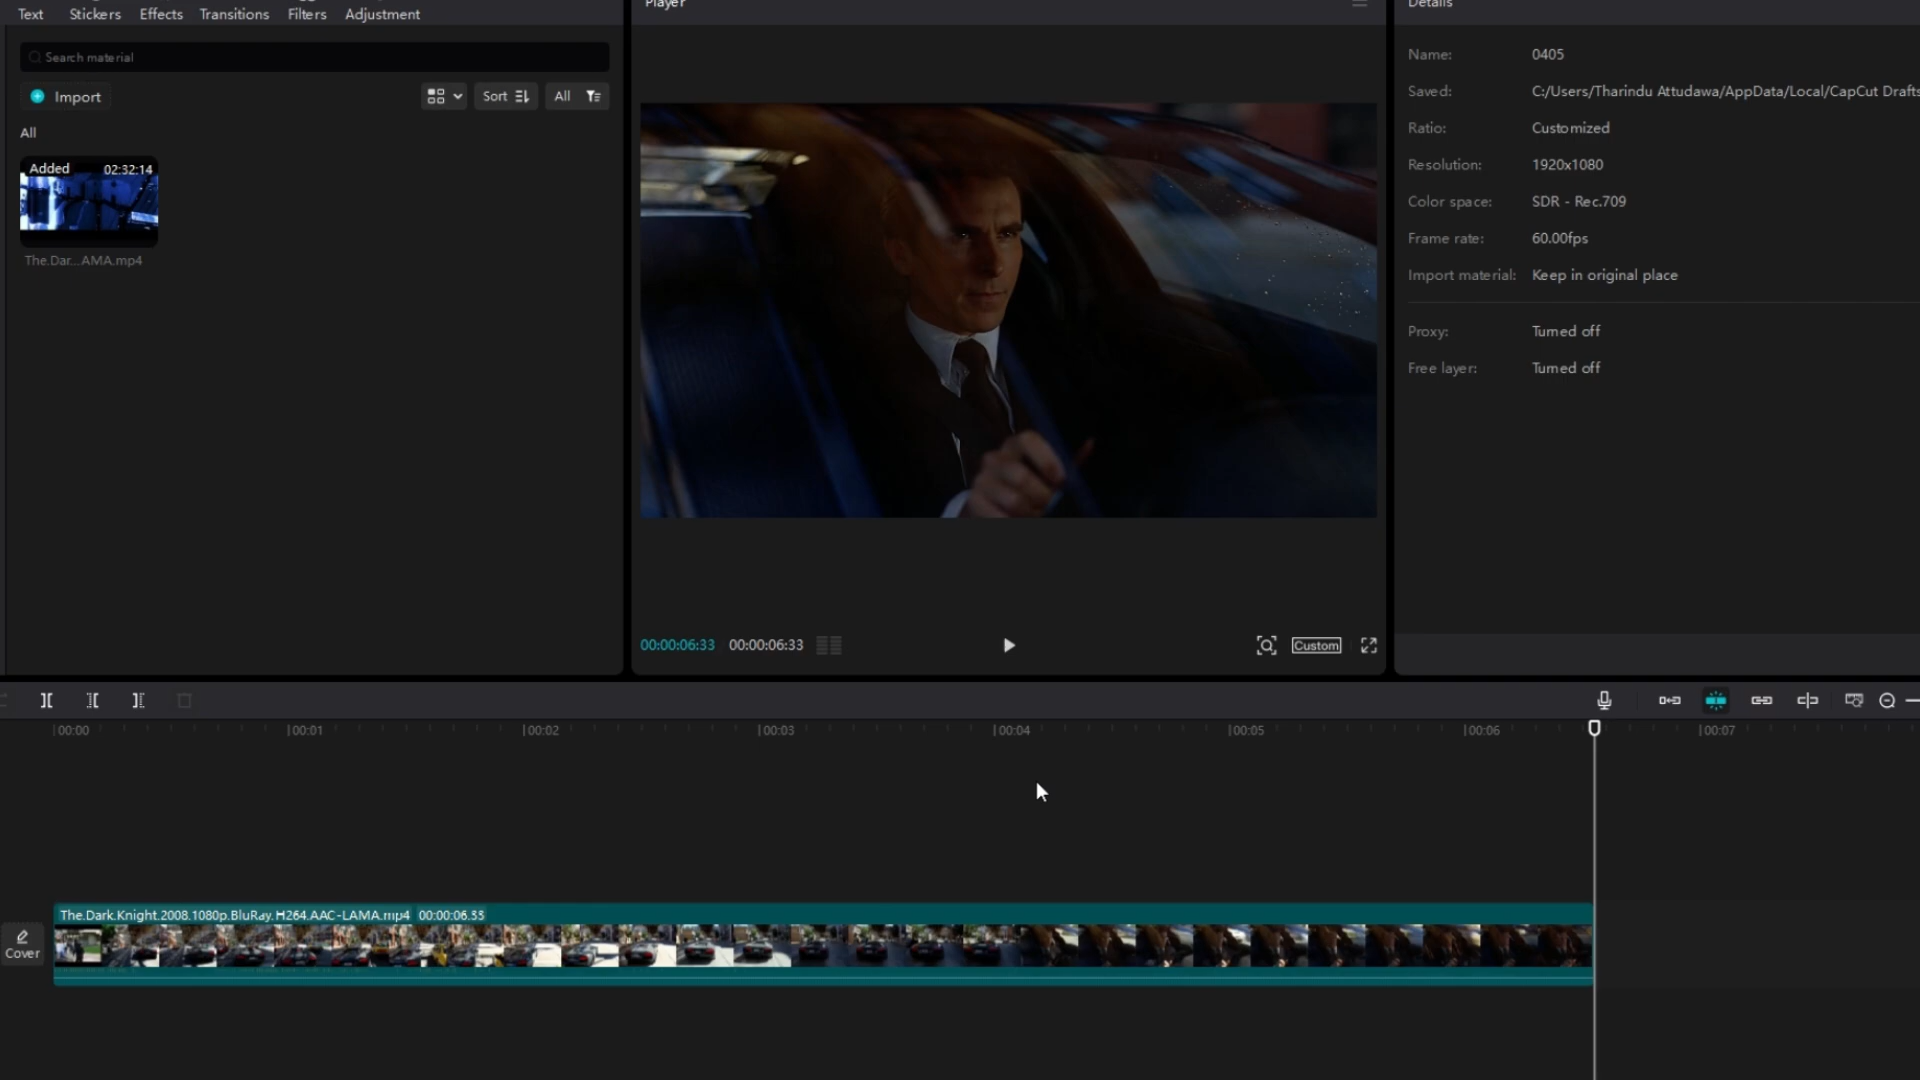 Text Stickers Effects Transitions Filters Adjustment
Player
Details
Search material
Import
Sort
All
All
Added 02:32:14
The.Dar...AMA.mp4
00:00:06:33 00:00:06:33
Custom
Name: 0405
Saved: C:/Users/Tharindu Attudawa/AppData/Local/CapCut Drafts
Ratio: Customized
Resolution: 1920x1080
Color space: SDR - Rec.709
Frame rate: 60.00fps
Import material: Keep in original place
Proxy: Turned off
Free layer: Turned off
00:00 00:01 00:02 00:03 00:04 00:05 00:06 00:07
The.Dark.Knight.2008.1080p.BluRay.H264.AAC-LAMA.mp4 00:00:06:33
Cover